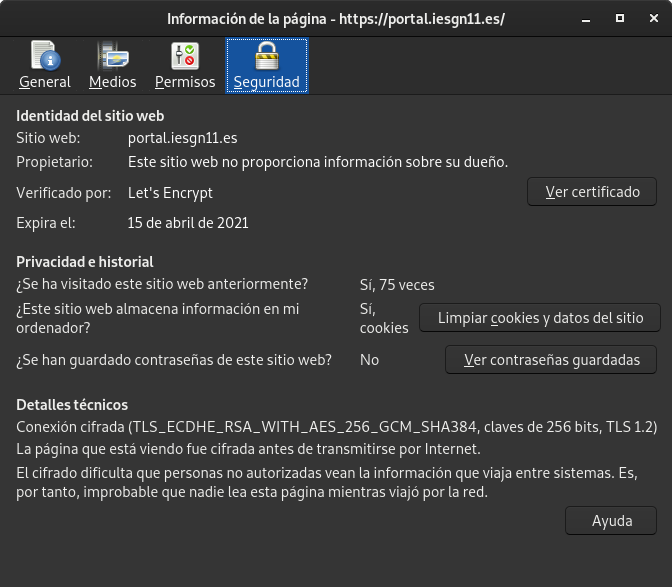 Información de la página - https://portal.iesgn11.es/
General Medios Permisos Seguridad
Identidad del sitio web
Sitio web: portal.iesgn11.es
Propietario: Este sitio web no proporciona información sobre su dueño.
Verificado por: Let's Encrypt Ver certificado
Expira el: 15 de abril de 2021
Privacidad e historial
¿Se ha visitado este sitio web anteriormente? Sí, 75 veces
¿Este sitio web almacena información en mi ordenador? Sí, cookies Limpiar cookies y datos del sitio
¿Se han guardado contraseñas de este sitio web? No Ver contraseñas guardadas
Detalles técnicos
Conexión cifrada (TLS_ECDHE_RSA_WITH_AES_256_GCM_SHA384, claves de 256 bits, TLS 1.2)
La página que está viendo fue cifrada antes de transmitirse por Internet.
El cifrado dificulta que personas no autorizadas vean la información que viaja entre sistemas. Es,
por tanto, improbable que nadie lea esta página mientras viajó por la red.
Ayuda